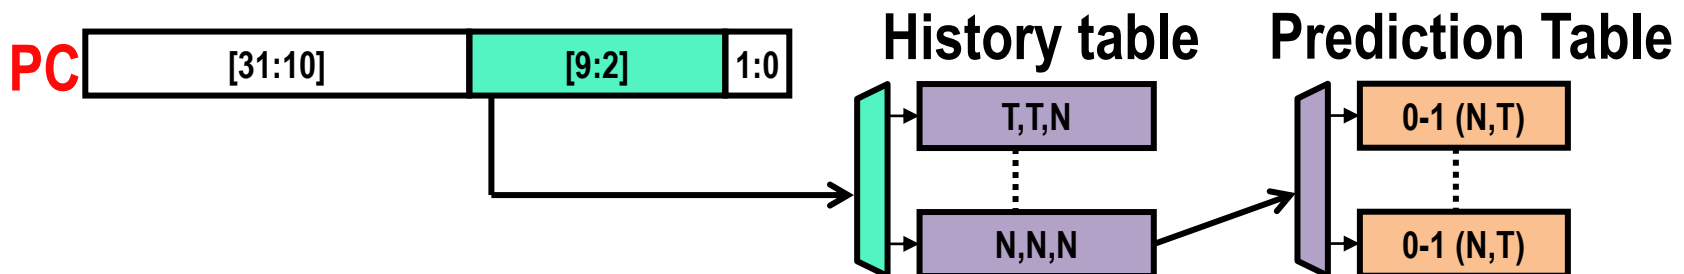 PC [31:10] [9:2] 1:0
History table
T,T,N
N,N,N
Prediction Table
0-1 (N,T)
0-1 (N,T)